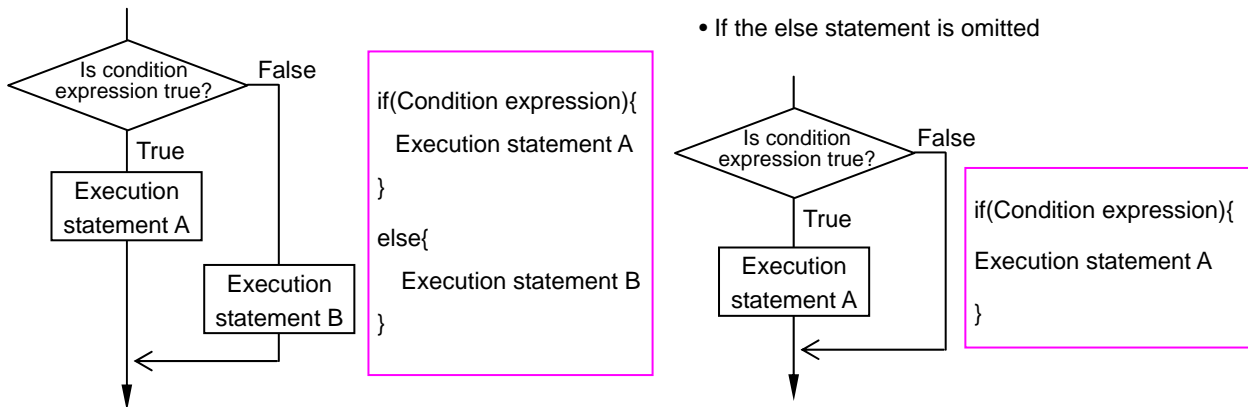 Is condition
expression true?
False
True
Execution
statement A
Execution
statement B
if(Condition expression){
Execution statement A
}
else{
Execution statement B
}
• If the else statement is omitted
Is condition
expression true?
False
True
Execution
statement A
if(Condition expression){
Execution statement A
}